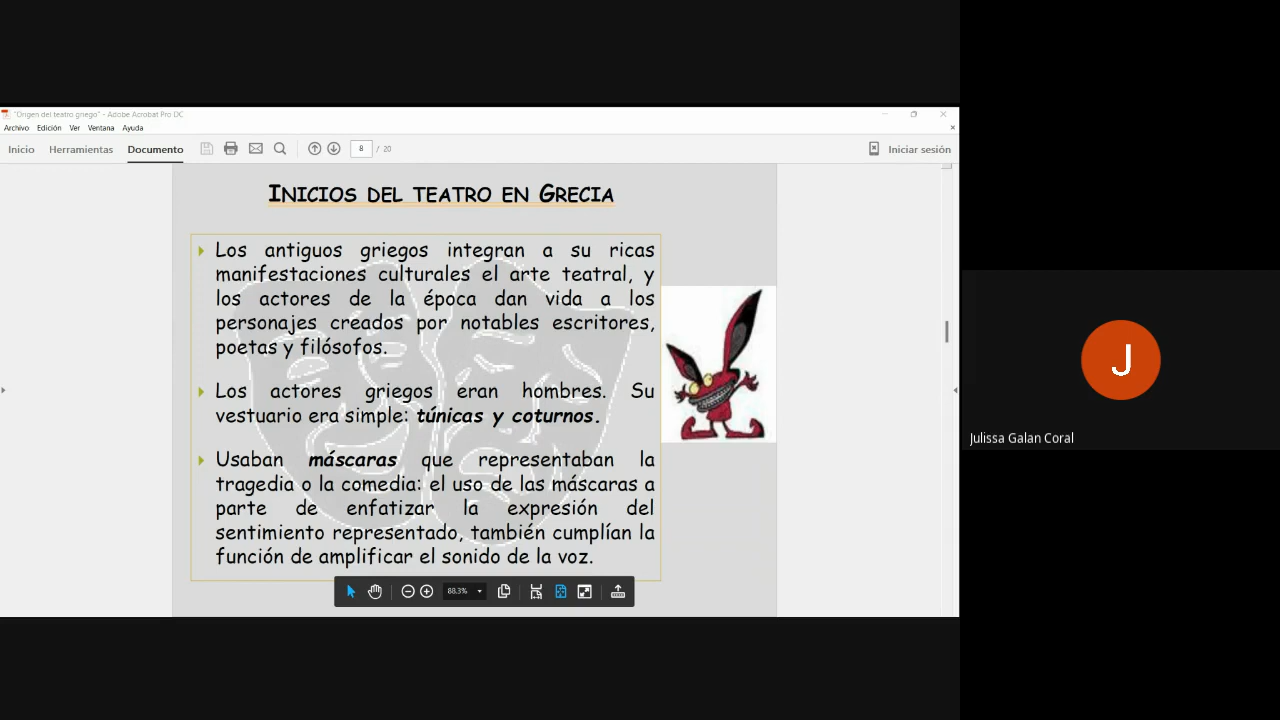 "Origen del teatro griego" - Adobe Acrobat Pro DC
Archivo Edición Ver Ventana Ayuda
Inicio Herramientas Documento 8 / 20 Iniciar sesión
INICIOS DEL TEATRO EN GRECIA
Los antiguos griegos integran a su ricas
manifestaciones culturales el arte teatral, y
los actores de la época dan vida a los
personajes creados por notables escritores,
poetas y filósofos.
Los actores griegos eran hombres. Su
vestuario era simple: túnicas y coturnos.
Usaban máscaras que representaban la
tragedia o la comedia: el uso de las máscaras a
parte de enfatizar la expresión del
sentimiento representado, también cumplían la
función de amplificar el sonido de la voz.
88.3%
J
Julissa Galan Coral